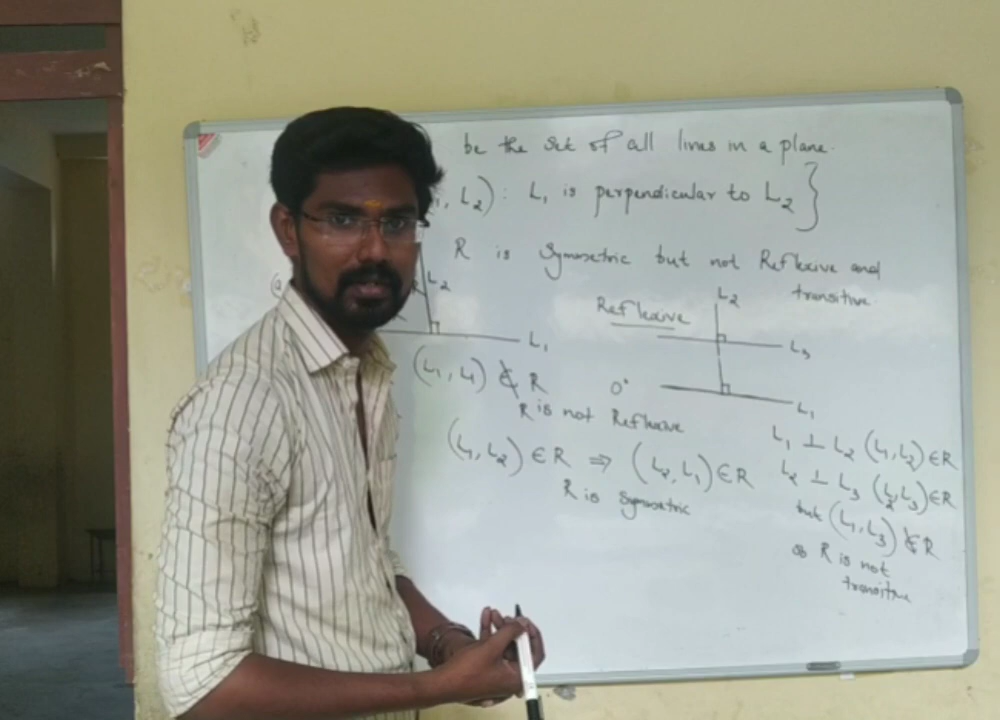 be the set of all lines in a plane.
L2) : L1 is perpendicular to L2 }
R is Symmetric but not Reflexive and
transitive
L2
L1
(L1, L1) ∉ R
R is not Reflexive
(L1, L2) ∈ R ⇒ (L2, L1) ∈ R
R is Symmetric
Reflexive
L2
L3
0°
L1
L1 ⊥ L2 (L1, L2) ∈ R
L2 ⊥ L3 (L2, L3) ∈ R
but (L1, L3) ∉ R
so R is not
transitive